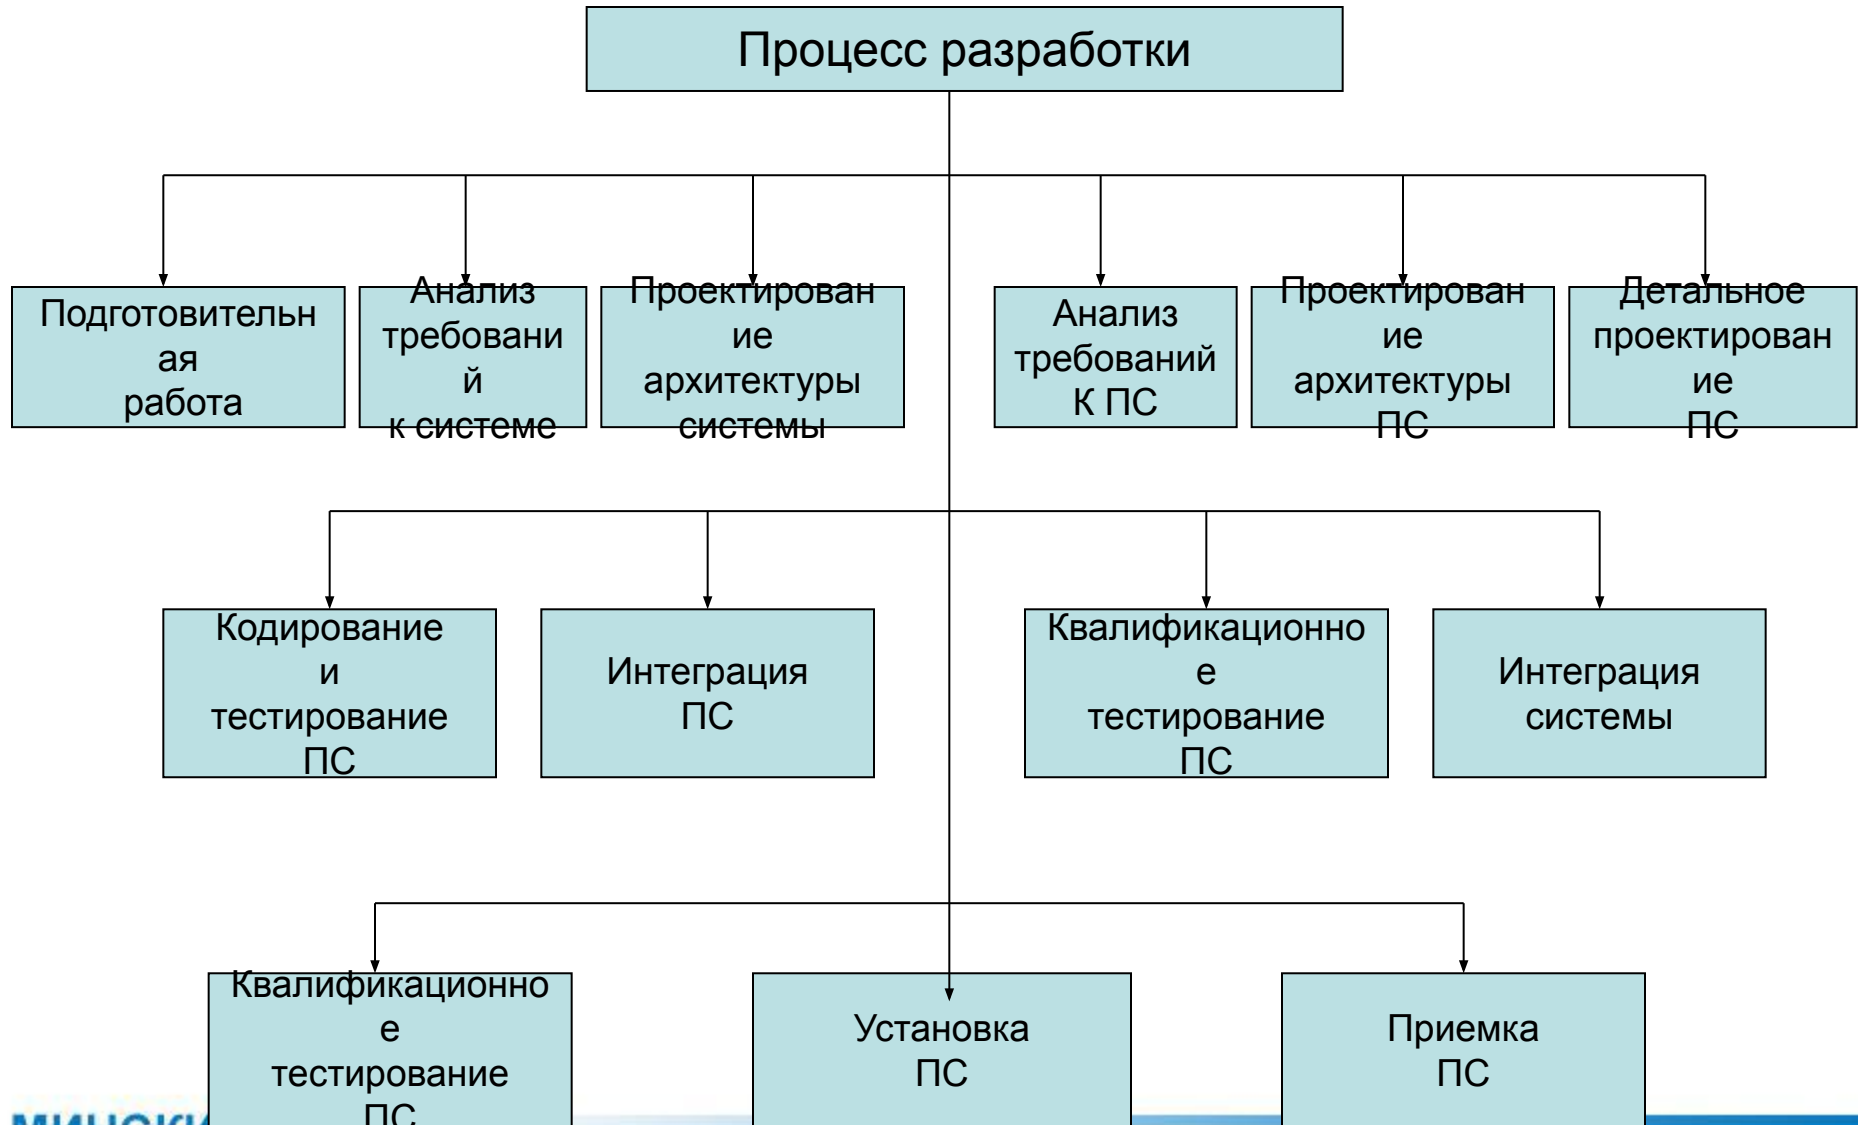 Процесс разработки
Подготовительн
ая
работа
Анализ
требовани
й
к системе
Проектирован
ие
архитектуры
системы
Анализ
требований
К ПС
Проектирован
ие
архитектуры
ПС
Детальное
проектирован
ие
ПС
Кодирование
и
тестирование
ПС
Интеграция
ПС
Квалификационно
е
тестирование
ПС
Интеграция
системы
Квалификационно
е
тестирование
ПС
Установка
ПС
Приемка
ПС